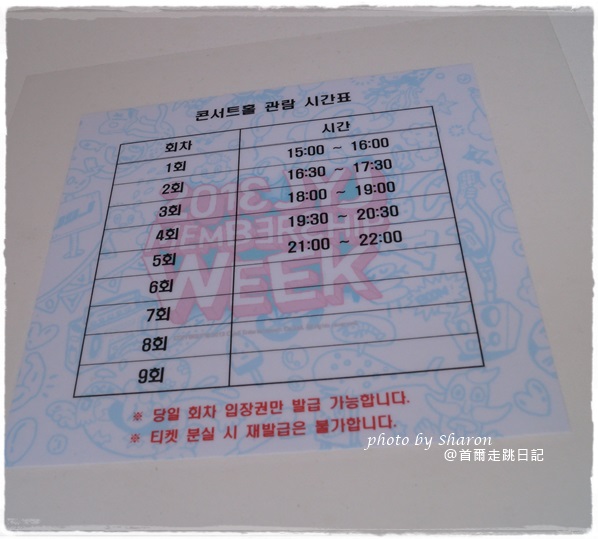 콘서트홀 관람 시간표
회차 시간
1회 15:00 ~ 16:00
2회 16:30 ~ 17:30
3회 18:00 ~ 19:00
4회 19:30 ~ 20:30
5회 21:00 ~ 22:00
6회
7회
8회
9회
2013 JYP
WEEK
※ 당일 회차 입장권만 발급 가능합니다.
※ 티켓 분실 시 재발급은 불가합니다.
photo by Sharon
@首爾走跳日記